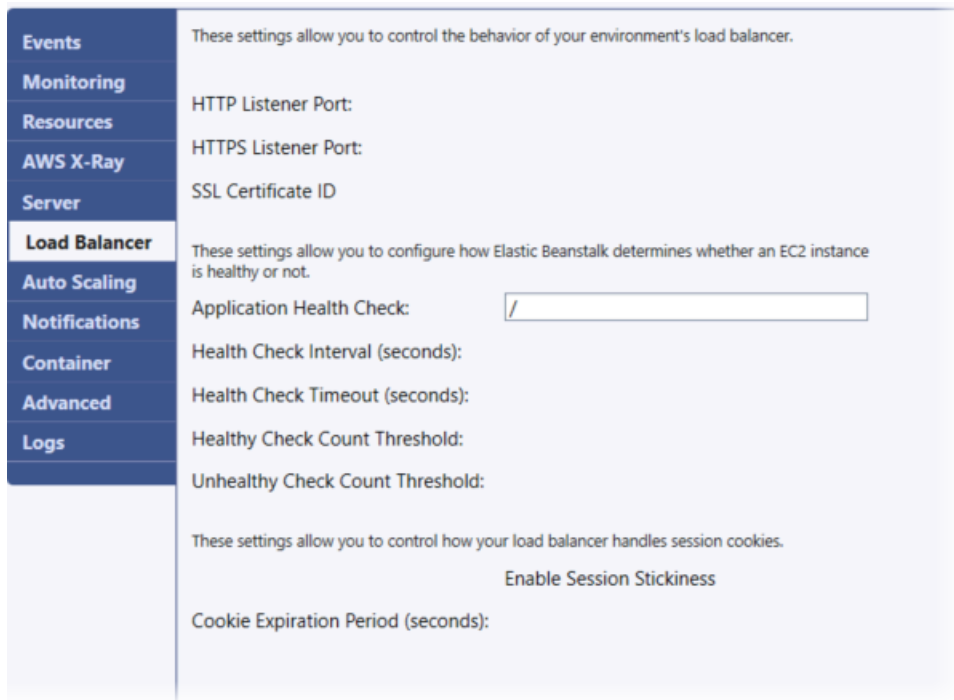 Events
Monitoring
Resources
AWS X-Ray
Server
Load Balancer
Auto Scaling
Notifications
Container
Advanced
Logs
These settings allow you to control the behavior of your environment's load balancer.
HTTP Listener Port:
HTTPS Listener Port:
SSL Certificate ID
These settings allow you to configure how Elastic Beanstalk determines whether an EC2 instance
is healthy or not.
Application Health Check: /
Health Check Interval (seconds):
Health Check Timeout (seconds):
Healthy Check Count Threshold:
Unhealthy Check Count Threshold:
These settings allow you to control how your load balancer handles session cookies.
Enable Session Stickiness
Cookie Expiration Period (seconds):